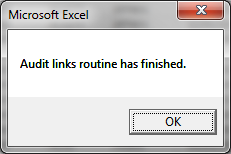 Microsoft Excel
Audit links routine has finished.
OK